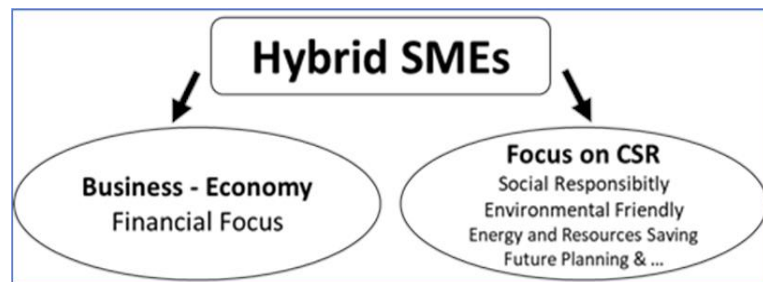 Hybrid SMEs
Business - Economy
Financial Focus
Focus on CSR
Social Responsibitly
Environmental Friendly
Energy and Resources Saving
Future Planning & ...